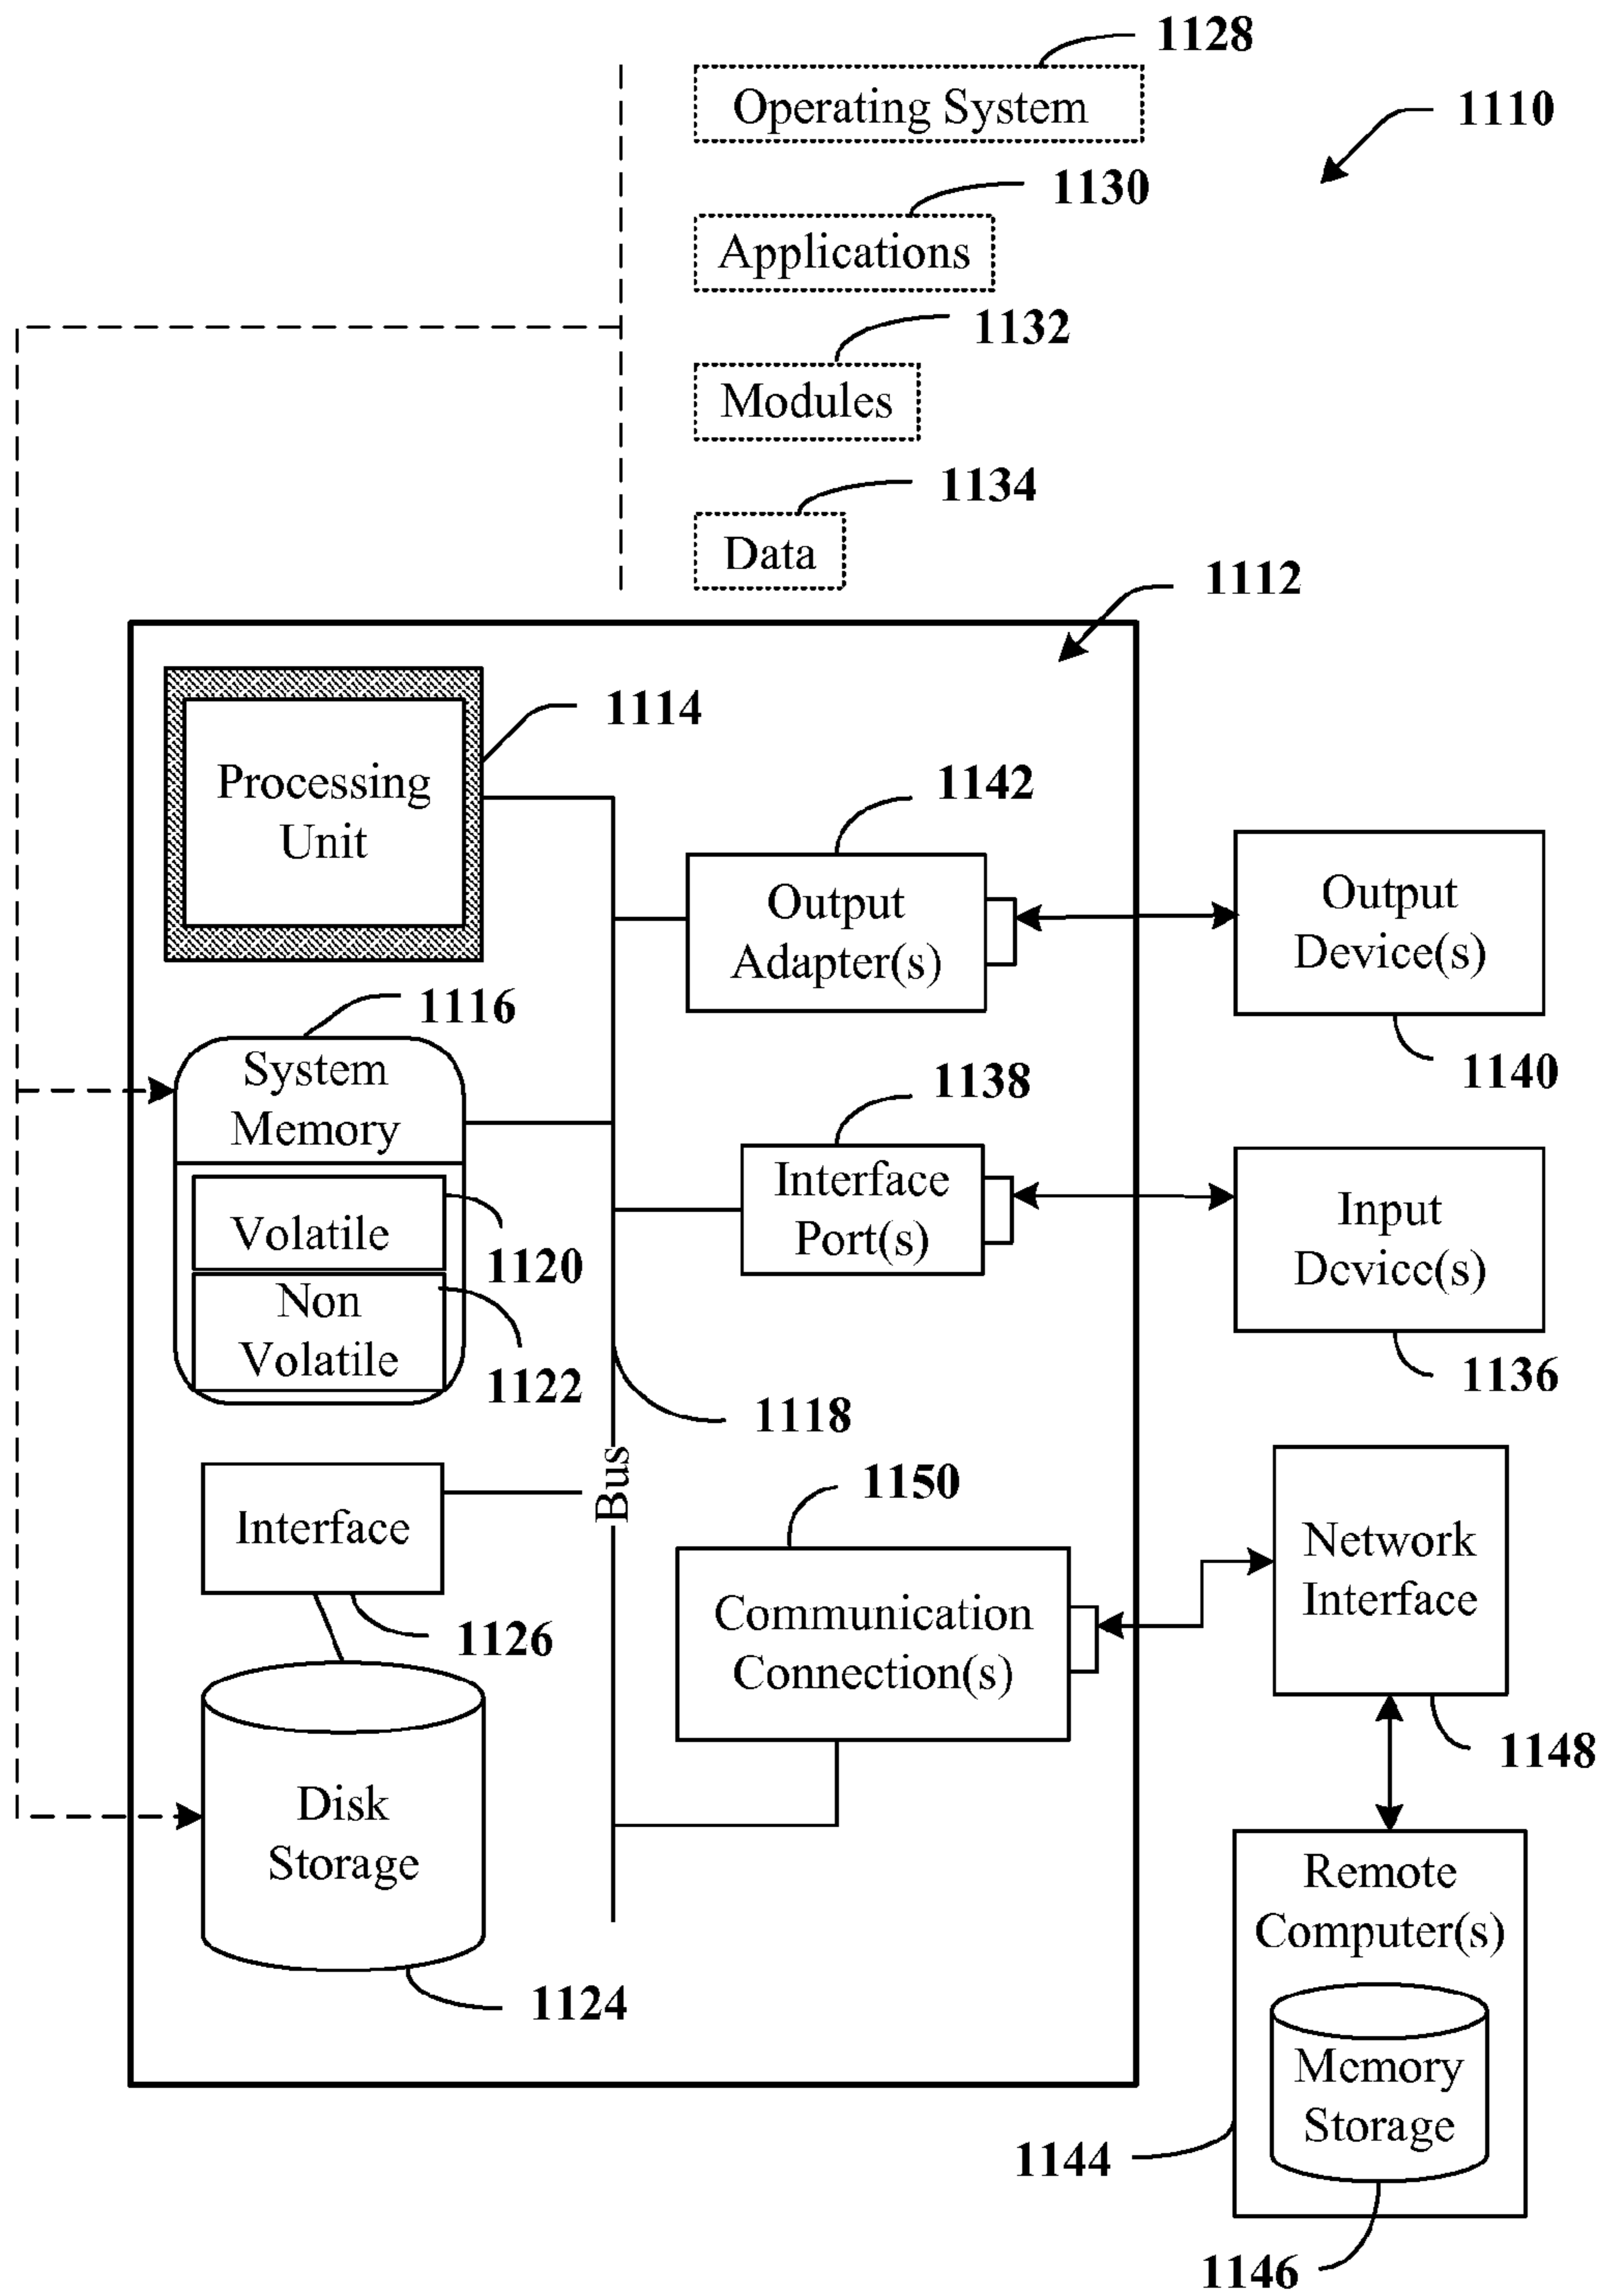 1128
Operating System
1110
1130
Applications
1132
Modules
1134
Data
1112
1114
Processing
Unit
1142
Output
Adapter(s)
Output
Device(s)
1140
1116
System
Memory
1138
Interface
Port(s)
Input
Device(s)
1136
Volatile
1120
Non
Volatile
1122
1118
Bus
1150
Interface
1126
Communication
Connection(s)
Network
Interface
1148
Disk
Storage
1124
Remote
Computer(s)
Memory
Storage
1144
1146